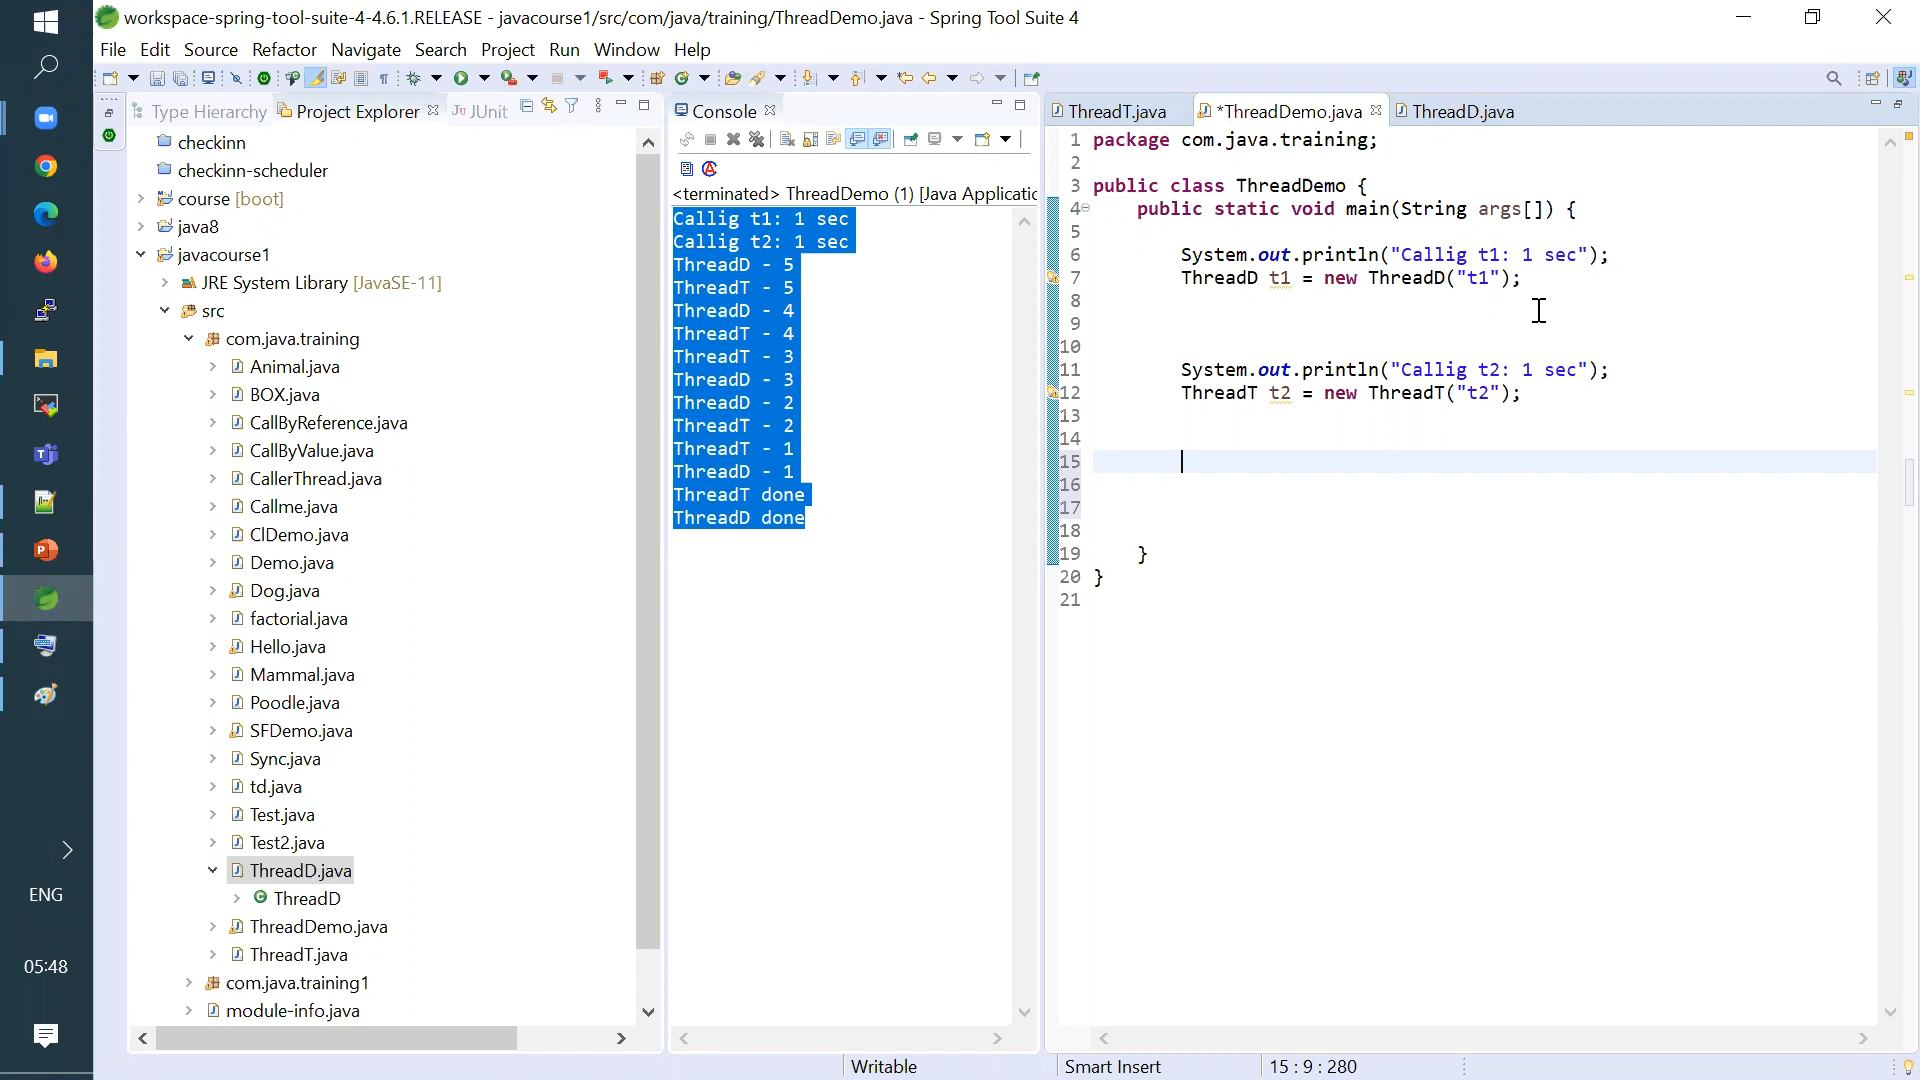 workspace-spring-tool-suite-4-4.6.1.RELEASE - javacourse1/src/com/java/training/ThreadDemo.java - Spring Tool Suite 4
File Edit Source Refactor Navigate Search Project Run Window Help
Type Hierarchy Project Explorer JUnit
checkinn
checkinn-scheduler
course [boot]
java8
javacourse1
JRE System Library [JavaSE-11]
src
com.java.training
Animal.java
BOX.java
CallByReference.java
CallByValue.java
CallerThread.java
Callme.java
ClDemo.java
Demo.java
Dog.java
factorial.java
Hello.java
Mammal.java
Poodle.java
SFDemo.java
Sync.java
td.java
Test.java
Test2.java
ThreadD.java
ThreadD
ThreadDemo.java
ThreadT.java
com.java.training1
module-info.java
ENG
05:48
Console
<terminated> ThreadDemo (1) [Java Applicatic
Callig t1: 1 sec
Callig t2: 1 sec
ThreadD - 5
ThreadT - 5
ThreadD - 4
ThreadT - 4
ThreadT - 3
ThreadD - 3
ThreadD - 2
ThreadT - 2
ThreadT - 1
ThreadD - 1
ThreadT done
ThreadD done
ThreadT.java *ThreadDemo.java ThreadD.java
1 package com.java.training;
2
3 public class ThreadDemo {
4 public static void main(String args[]) {
5
6 System.out.println("Callig t1: 1 sec");
7 ThreadD t1 = new ThreadD("t1");
8
9
10
11 System.out.println("Callig t2: 1 sec");
12 ThreadT t2 = new ThreadT("t2");
13
14
15
16
17
18
19 }
20 }
21
Writable Smart Insert 15 : 9 : 280